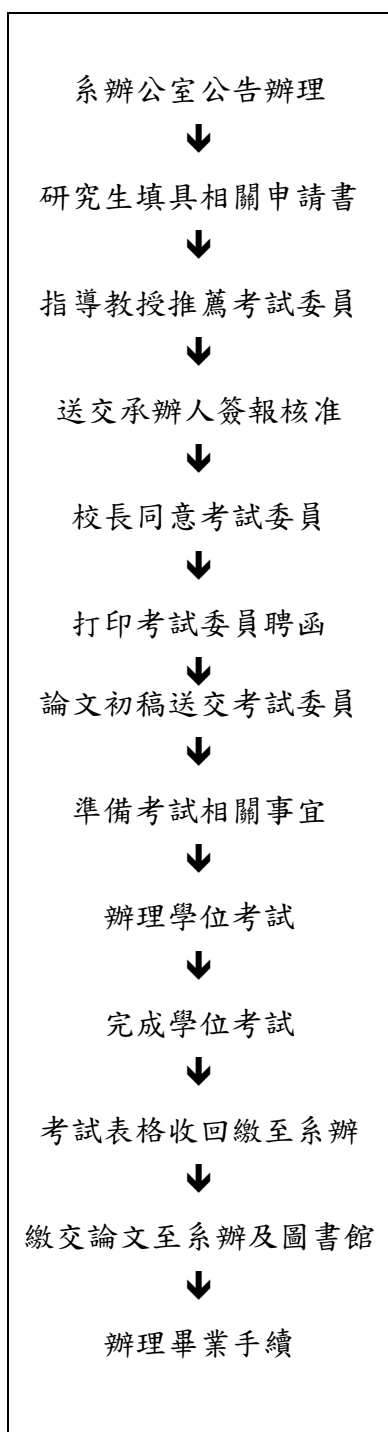 系辦公室公告辦理
研究生填具相關申請書
指導教授推薦考試委員
送交承辦人簽報核准
校長同意考試委員
打印考試委員聘函
論文初稿送交考試委員
準備考試相關事宜
辦理學位考試
完成學位考試
考試表格收回繳至系辦
繳交論文至系辦及圖書館
辦理畢業手續